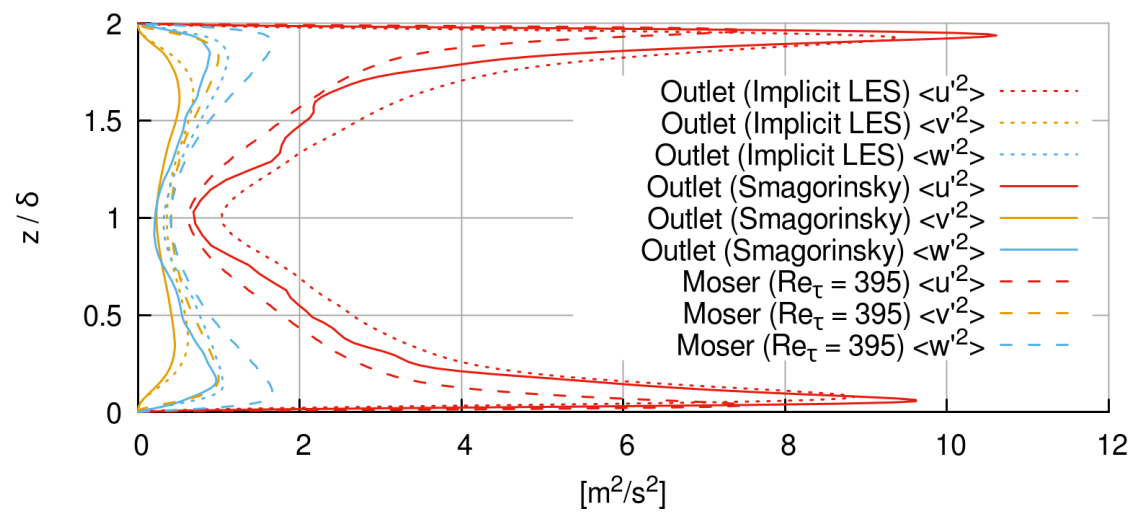 2
1.5
1
0.5
0
z / δ
Outlet (Implicit LES) <u'²>
Outlet (Implicit LES) <v'²>
Outlet (Implicit LES) <w'²>
Outlet (Smagorinsky) <u'²>
Outlet (Smagorinsky) <v'²>
Outlet (Smagorinsky) <w'²>
Moser (Re_τ = 395) <u'²>
Moser (Re_τ = 395) <v'²>
Moser (Re_τ = 395) <w'²>
0 2 4 6 8 10 12
[m²/s²]